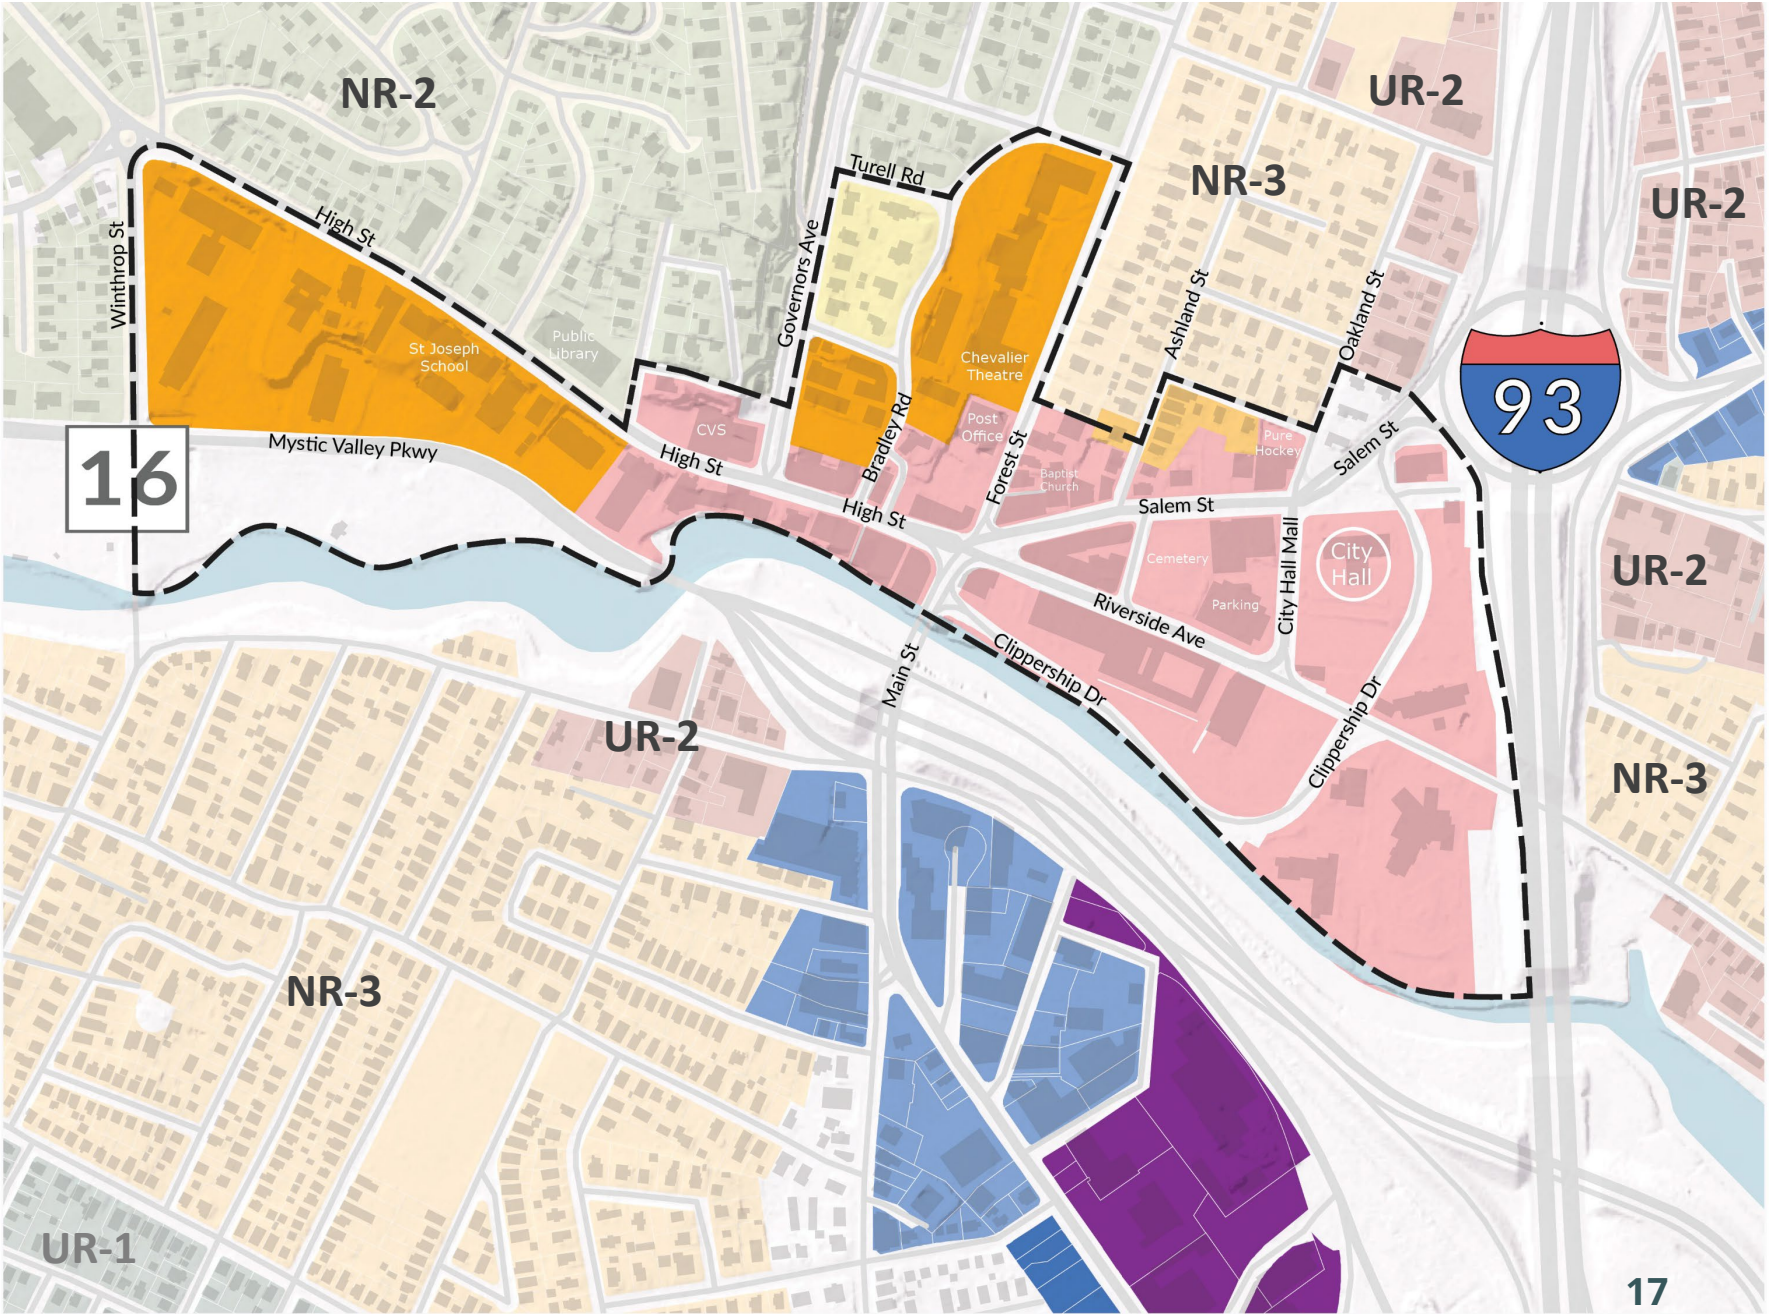 NR-2
UR-2
Turell Rd
NR-3
UR-2
High St
Winthrop St
Governors Ave
Ashland St
Oakland St
Public
Library
St Joseph
School
Chevalier
Theatre
93
CVS
Bradley Rd
Post
Office
Forest St
Pure
Hockey
Salem St
Mystic Valley Pkwy
High St
16
Baptist
Church
High St
Salem St
City Hall Mall
City
Hall
Cemetery
UR-2
Parking
Riverside Ave
Clippership Dr
Main St
Clippership Dr
UR-2
NR-3
NR-3
UR-1
17